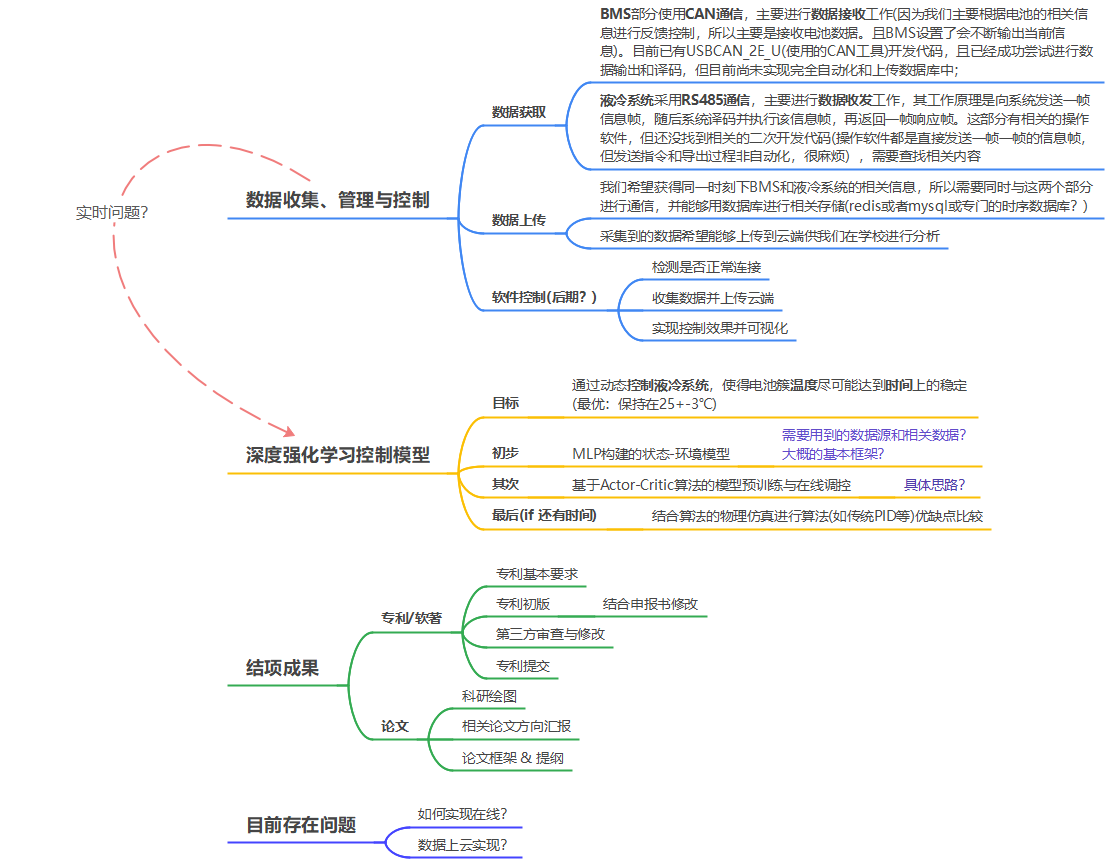 BMS部分使用CAN通信，主要进行数据接收工作(因为我们主要根据电池的相关信
息进行反馈控制，所以主要是接收电池数据。且BMS设置了会不断输出当前信
息)。目前已有USBCAN_2E_U(使用的CAN工具)开发代码，且已经成功尝试进行数
据输出和译码，但目前尚未实现完全自动化和上传数据库中；
数据获取
液冷系统采用RS485通信，主要进行数据收发工作，其工作原理是向系统发送一帧
信息帧，随后系统译码并执行该信息帧，再返回一帧响应帧。这部分有相关的操作
软件，但还没找到相关的二次开发代码(操作软件都是直接发送一帧一帧的信息帧，
但发送指令和导出过程非自动化，很麻烦），需要查找相关内容
数据收集、管理与控制
实时问题?
我们希望获得同一时刻下BMS和液冷系统的相关信息，所以需要同时与这两个部分
进行通信，并能够用数据库进行相关存储(redis或者mysql或专门的时序数据库？)
数据上传
采集到的数据希望能够上传到云端供我们在学校进行分析
检测是否正常连接
软件控制(后期？)
收集数据并上传云端
实现控制效果并可视化
通过动态控制液冷系统，使得电池簇温度尽可能达到时间上的稳定
(最优：保持在25+-3℃)
目标
深度强化学习控制模型
初步
MLP构建的状态-环境模型
需要用到的数据源和相关数据?
大概的基本框架?
其次
基于Actor-Critic算法的模型预训练与在线调控
具体思路?
最后(if 还有时间)
结合算法的物理仿真进行算法(如传统PID等)优缺点比较
专利基本要求
专利/软著
专利初版
结合申报书修改
第三方审查与修改
专利提交
结项成果
科研绘图
论文
相关论文方向汇报
论文框架 & 提纲
目前存在问题
如何实现在线?
数据上云实现?